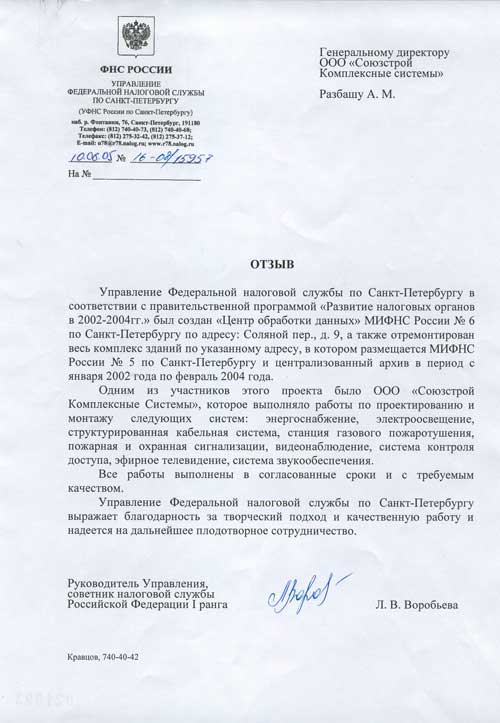 ФНС РОССИИ
УПРАВЛЕНИЕ
ФЕДЕРАЛЬНОЙ НАЛОГОВОЙ СЛУЖБЫ
ПО САНКТ-ПЕТЕРБУРГУ
(УФНС России по Санкт-Петербургу)
наб. р. Фонтанки, 76, Санкт-Петербург, 191180
Телефон: (812) 740-40-73, (812) 740-40-68;
Телефакс: (812) 275-32-42, (812) 275-37-12;
E-mail: u78@r78.nalog.ru; www.r78.nalog.ru
10.06.05 № 16-08/15957
На №
Генеральному директору
ООО «Союзстрой
Комплексные системы»
Разбашу А. М.
ОТЗЫВ
Управление Федеральной налоговой службы по Санкт-Петербургу в
соответствии с правительственной программой «Развитие налоговых органов
в 2002-2004гг.» был создан «Центр обработки данных» МИФНС России № 6
по Санкт-Петербургу по адресу: Соляной пер., д. 9, а также отремонтирован
весь комплекс зданий по указанному адресу, в котором размещается МИФНС
России № 5 по Санкт-Петербургу и централизованный архив в период с
января 2002 года по февраль 2004 года.
Одним из участников этого проекта было ООО «Союзстрой
Комплексные Системы», которое выполняло работы по проектированию и
монтажу следующих систем: энергоснабжение, электроосвещение,
структурированная кабельная система, станция газового пожаротушения,
пожарная и охранная сигнализации, видеонаблюдение, система контроля
доступа, эфирное телевидение, система звукообеспечения.
Все работы выполнены в согласованные сроки и с требуемым
качеством.
Управление Федеральной налоговой службы по Санкт-Петербургу
выражает благодарность за творческий подход и качественную работу и
надеется на дальнейшее плодотворное сотрудничество.
Руководитель Управления,
советник налоговой службы
Российской Федерации I ранга
Л. В. Воробьева
Кравцов, 740-40-42